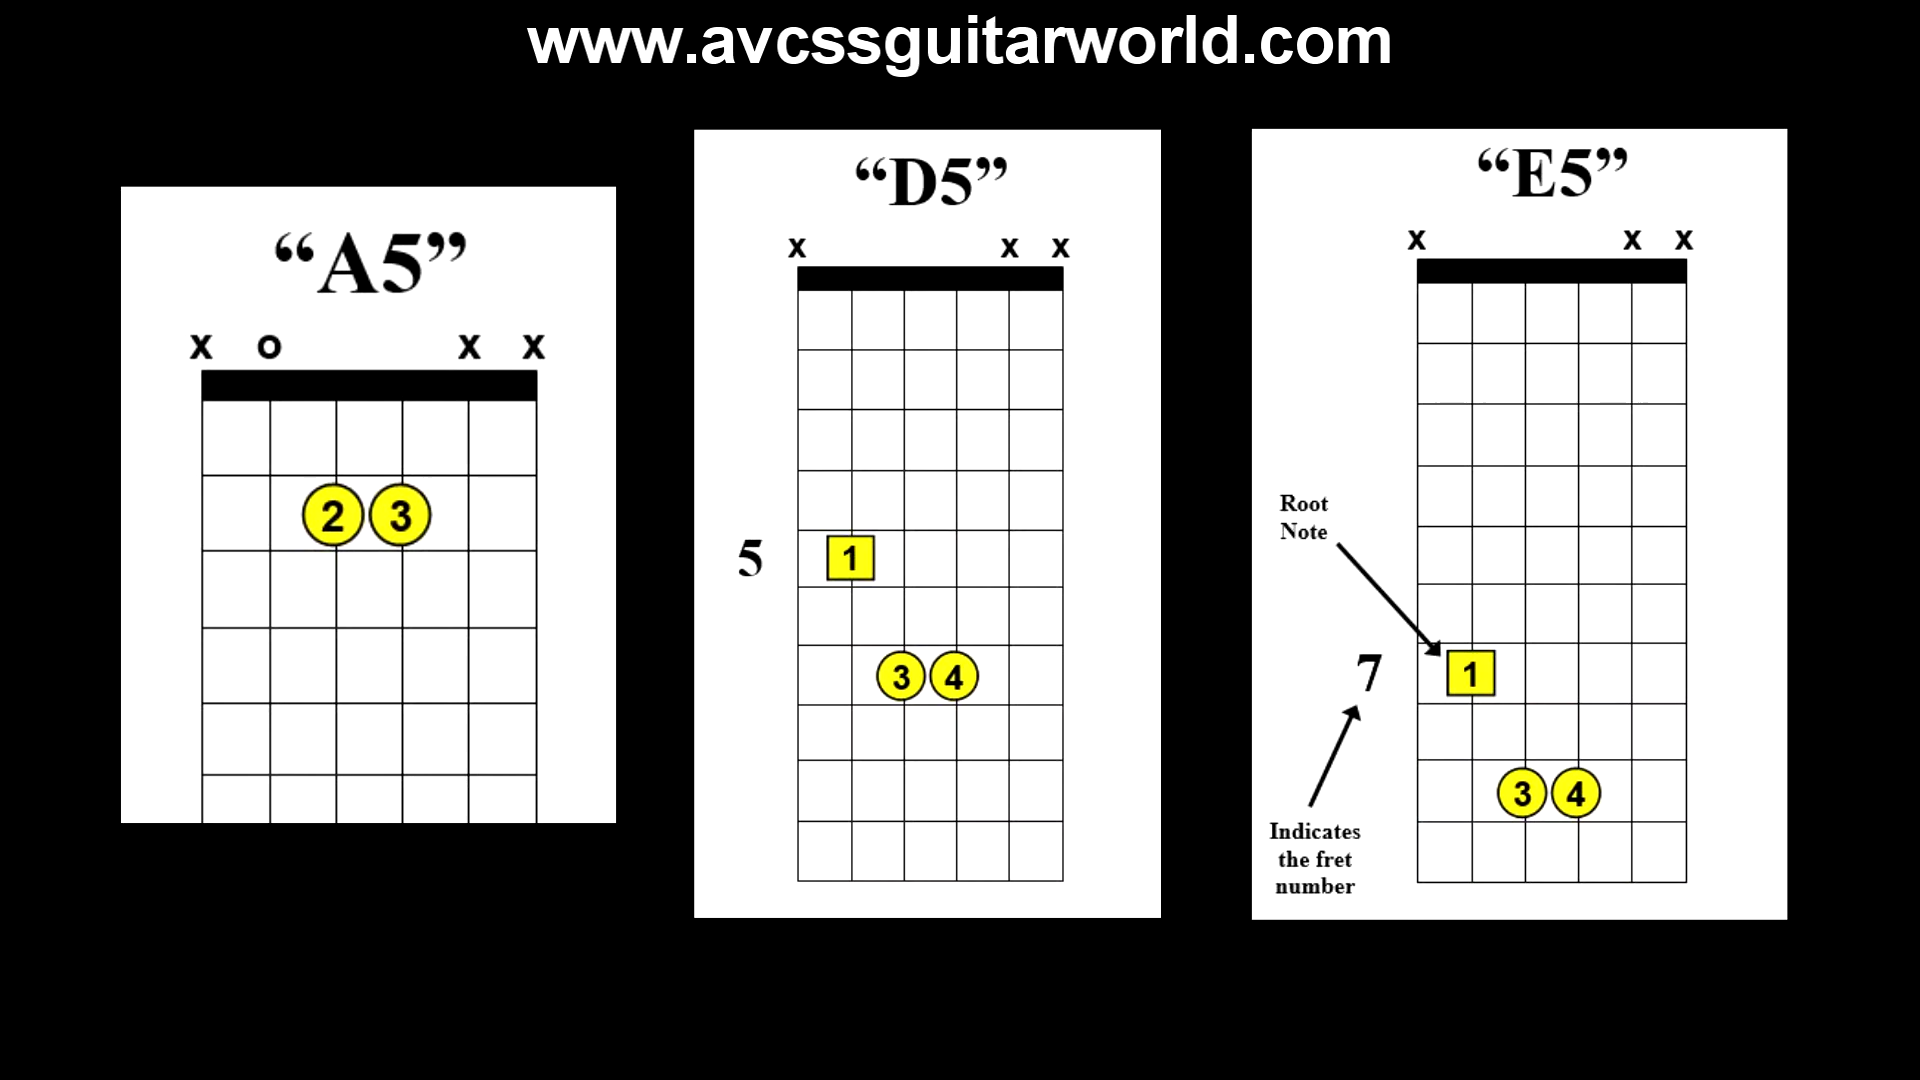 www.avcssguitarworld.com
“A5”
x o x x
2 3
“D5”
x x x
5 1
3 4
“E5”
x x x
Root
Note
7 1
3 4
Indicates
the fret
number